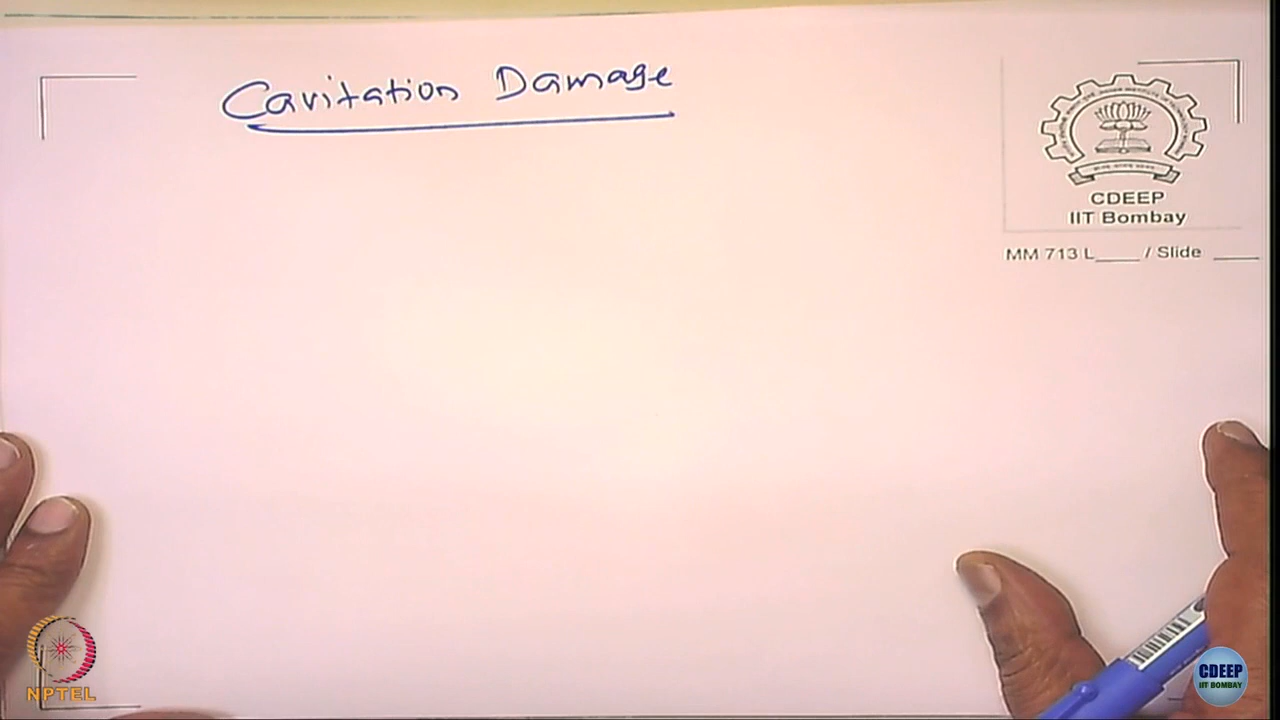 Cavitation Damage
CDEEP
IIT Bombay
MM 713 L____ / Slide ____
NPTEL
CDEEP
IIT BOMBAY